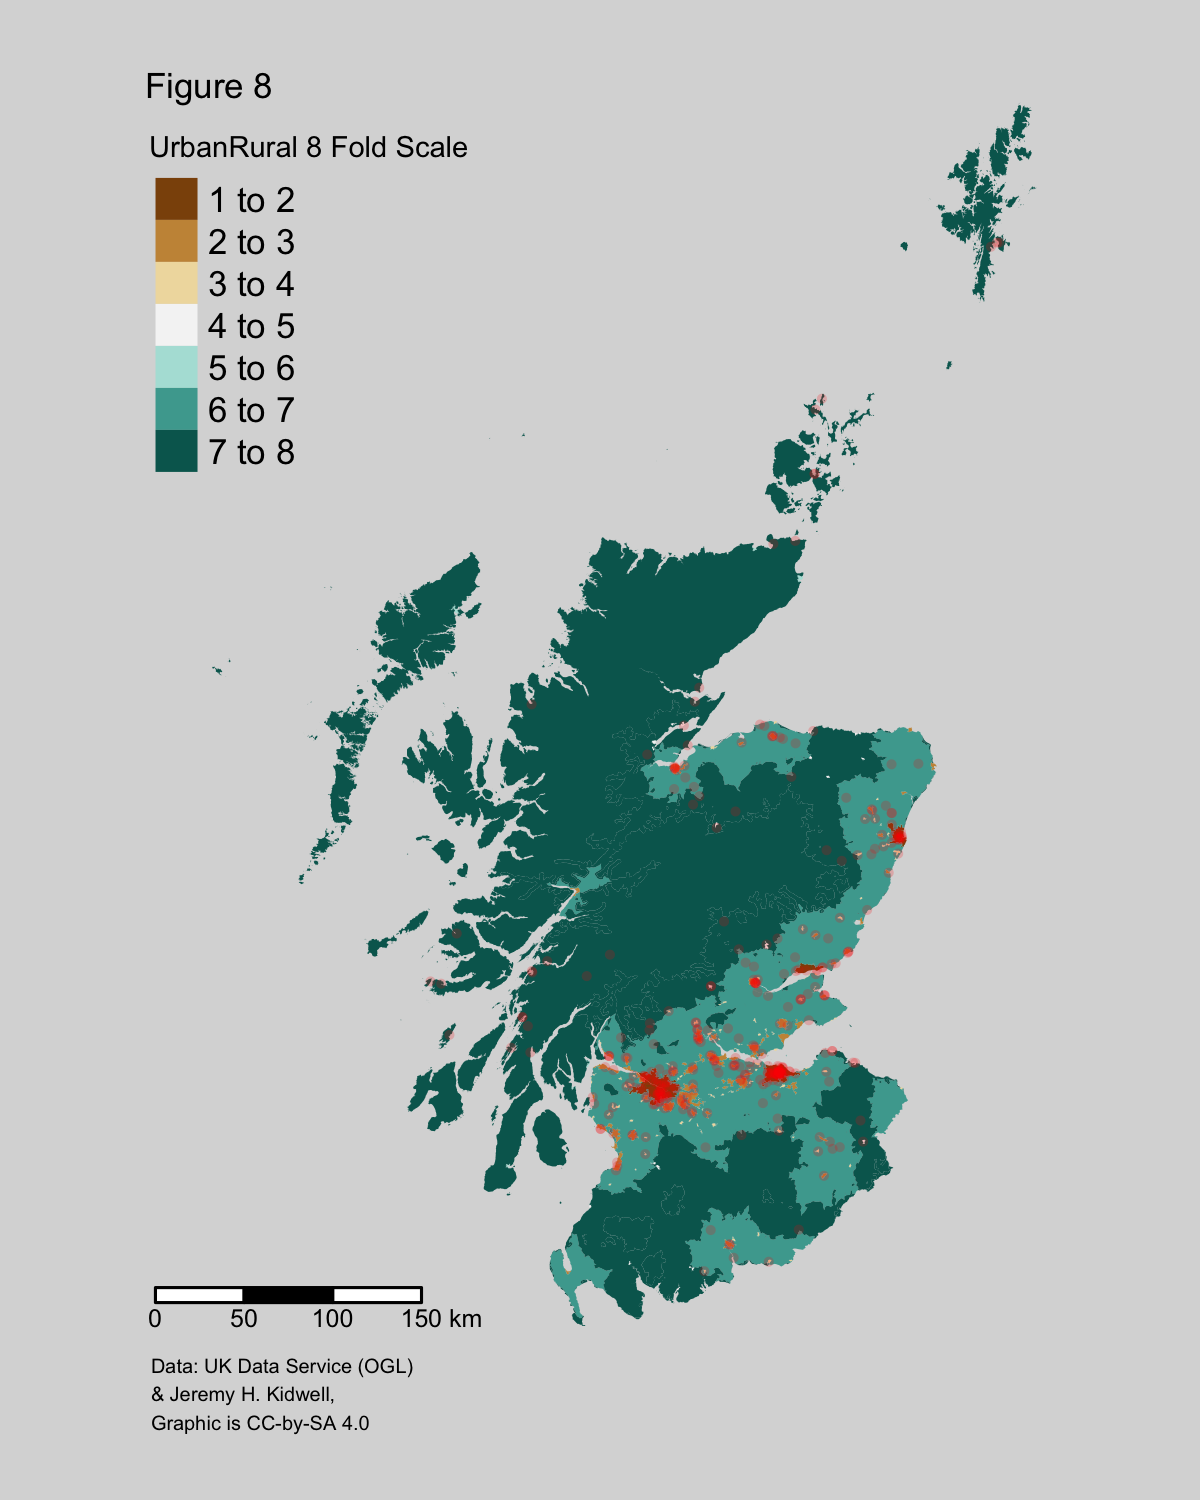 Figure 8
UrbanRural 8 Fold Scale
1 to 2
2 to 3
3 to 4
4 to 5
5 to 6
6 to 7
7 to 8
0 50 100 150 km
Data: UK Data Service (OGL)
& Jeremy H. Kidwell,
Graphic is CC-by-SA 4.0